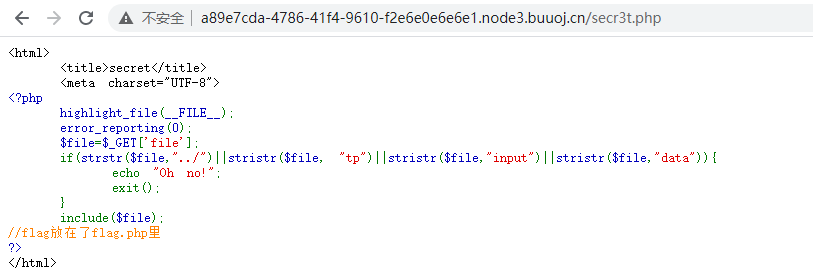 不安全 | a89e7cda-4786-41f4-9610-f2e6e0e6e6e1.node3.buuoj.cn/secr3t.php
<html>
<title>secret</title>
<meta charset="UTF-8">
<?php
highlight_file(__FILE__);
error_reporting(0);
$file=$_GET['file'];
if(strstr($file,"../")||stristr($file, "tp")||stristr($file,"input")||stristr($file,"data")){
echo "Oh no!";
exit();
}
include($file);
//flag放在了flag.php里
?>
</html>